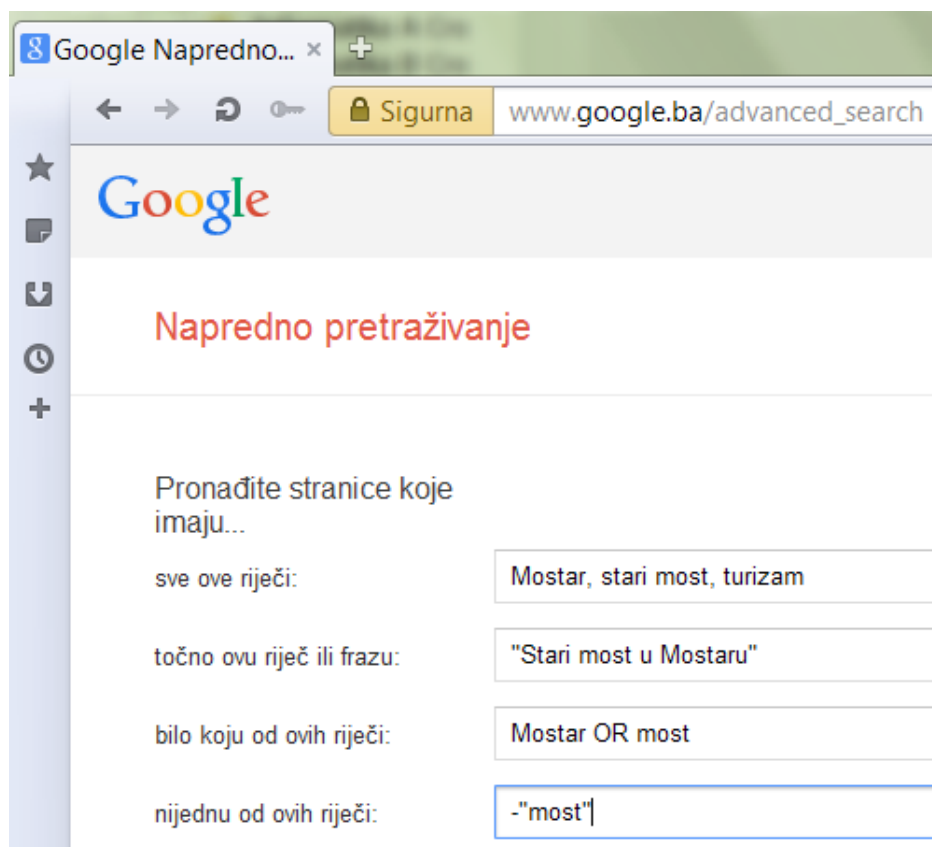 Google Napredno...
Sigurna www.google.ba/advanced_search
Google
Napredno pretraživanje
Pronađite stranice koje
imaju...
sve ove riječi: Mostar, stari most, turizam
točno ovu riječ ili frazu: "Stari most u Mostaru"
bilo koju od ovih riječi: Mostar OR most
nijednu od ovih riječi: -"most"